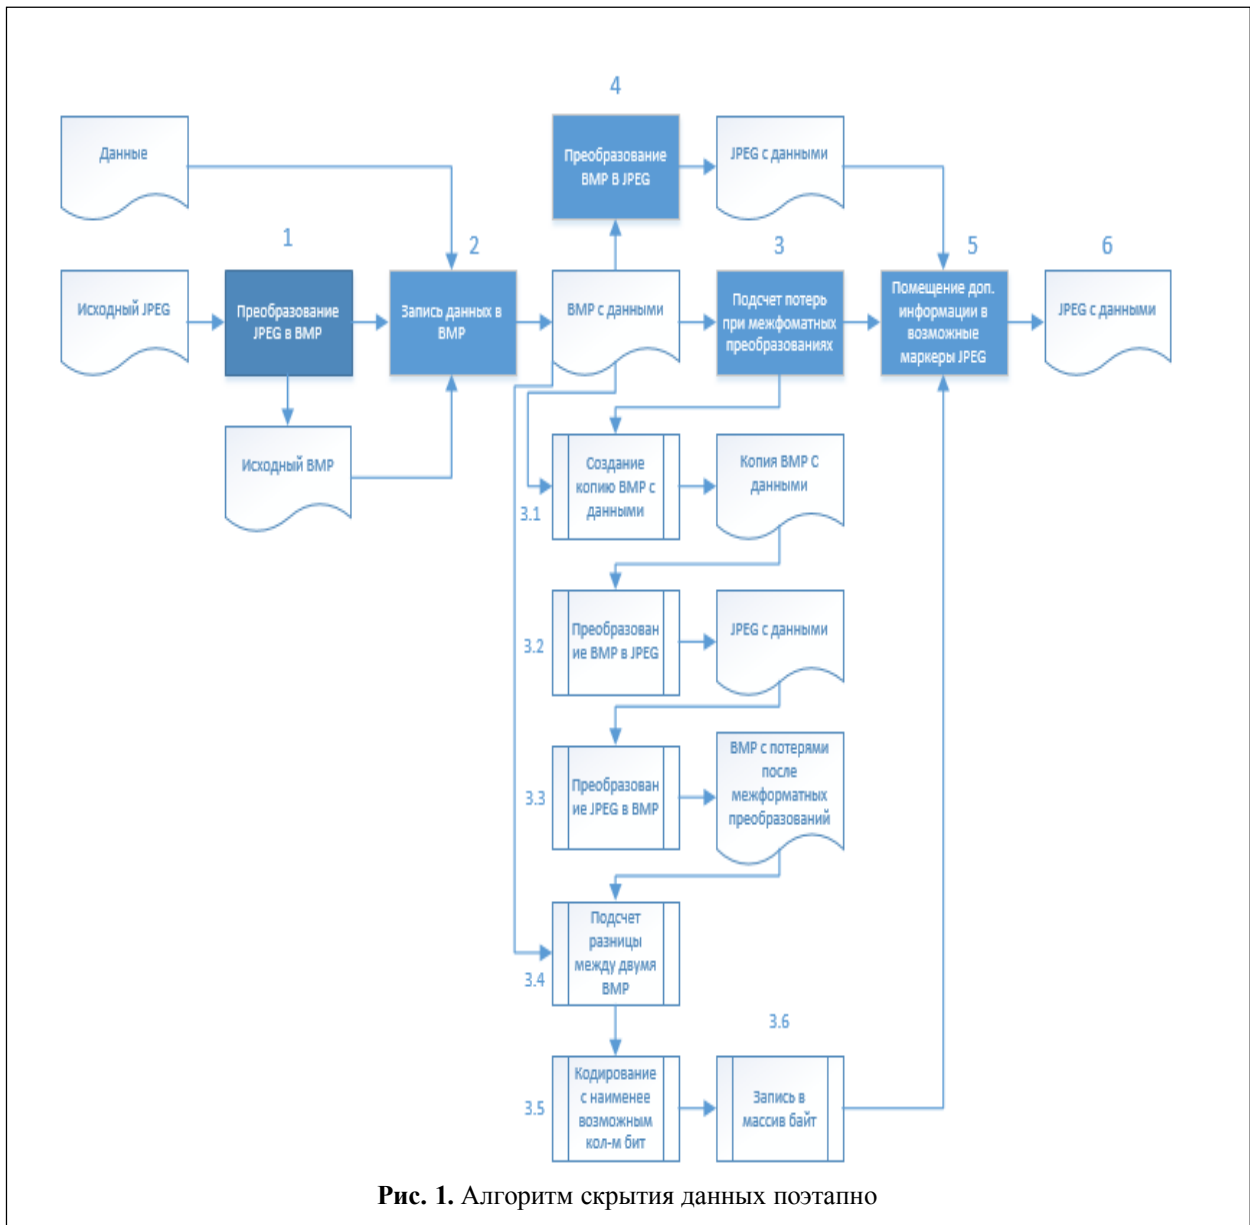 4
Данные
Преобразование
BMP В JPEG
JPEG с данными
1
2
3
5
6
Исходный JPEG
Преобразование
JPEG в BMP
Запись данных в
BMP
BMP с данными
Подсчет потерь
при межфоматных
преобразованиях
Помещение доп.
информации в
возможные
маркеры JPEG
JPEG с данными
Исходный BMP
3.1
Создание
копию BMP с
данными
Копия BMP С
данными
3.2
Преобразован
ие BMP в JPEG
JPEG с данными
3.3
Преобразован
ие JPEG в BMP
BMP с потерями
после
межформатных
преобразований
3.4
Подсчет
разницы
между двумя
BMP
3.6
3.5
Кодирование
с наименее
возможным
кол-м бит
Запись в
массив байт
Рис. 1. Алгоритм скрытия данных поэтапно